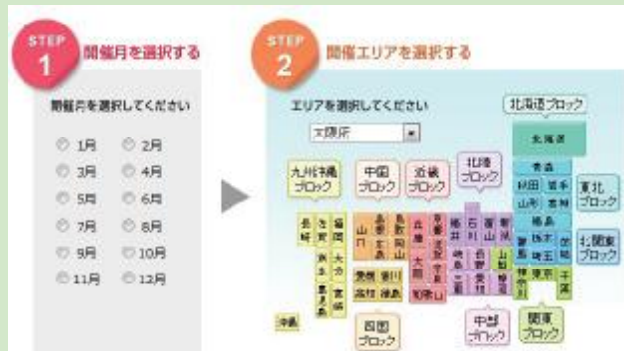 STEP
1
開催月を選択する
開催月を選択してください
1月
2月
3月
4月
5月
6月
7月
8月
9月
10月
11月
12月
STEP
2
開催エリアを選択する
エリアを選択してください
大阪府
北海道ブロック
北海道
九州沖縄
ブロック
中国
ブロック
近畿
ブロック
北陸
ブロック
東北
ブロック
北関東
ブロック
青森
秋田
岩手
山形
宮城
福島
長崎
佐賀
福岡
熊本
大分
鹿児島
宮崎
山口
島根
鳥取
広島
岡山
兵庫
京都
滋賀
大阪
奈良
和歌山
愛媛
香川
高知
徳島
福井
石川
富山
新潟
岐阜
長野
山梨
三重
愛知
静岡
群馬
栃木
茨城
埼玉
神奈川
東京
千葉
沖縄
四国
ブロック
中部
ブロック
関東
ブロック